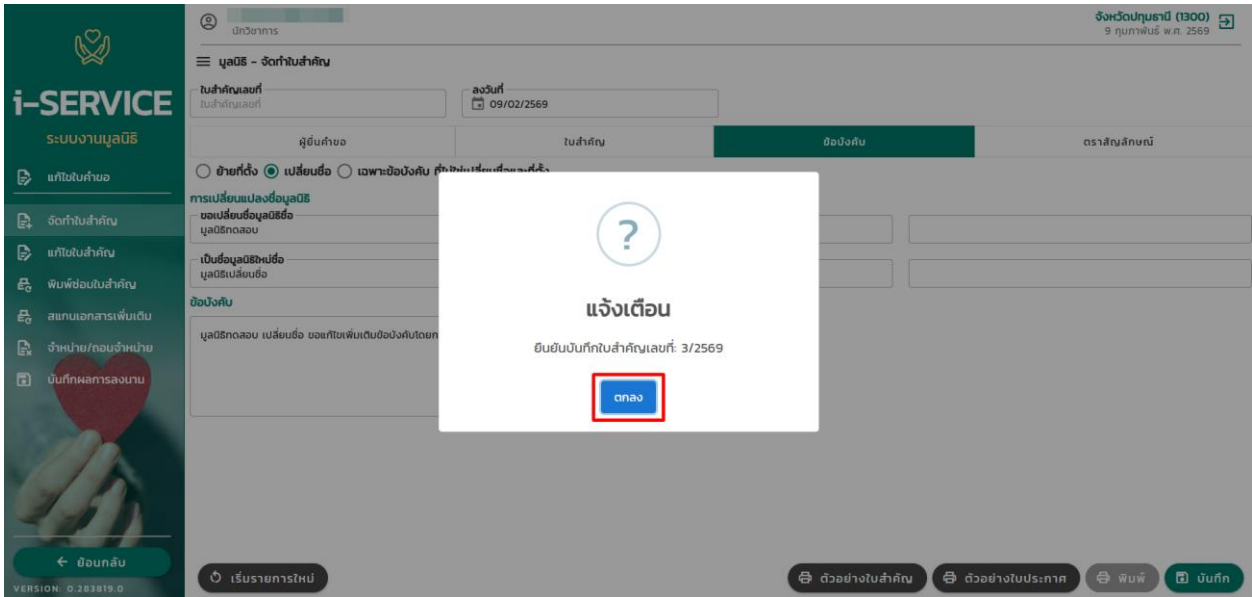 นักวิชาการ
จังหวัดปทุมธานี (1300)
9 กุมภาพันธ์ พ.ศ. 2569
i-SERVICE
ระบบงานมูลนิธิ
แก้ไขใบคำขอ
จัดทำใบสำคัญ
แก้ไขใบสำคัญ
พิมพ์ซ่อมใบสำคัญ
สแกนเอกสารเพิ่มเติม
จำหน่าย/ถอนจำหน่าย
บันทึกผลการลงนาม
ย้อนกลับ
VERSION: 0.283819.0
มูลนิธิ - จัดทำใบสำคัญ
ใบสำคัญเลขที่
ใบสำคัญเลขที่
ลงวันที่
09/02/2569
ผู้ยื่นคำขอ
ใบสำคัญ
ข้อบังคับ
ตราสัญลักษณ์
ย้ายที่ตั้ง เปลี่ยนชื่อ เฉพาะข้อบังคับ ที่ไม่ใช่เปลี่ยนชื่อและที่ตั้ง
การเปลี่ยนแปลงชื่อมูลนิธิ
ขอเปลี่ยนชื่อมูลนิธิชื่อ
มูลนิธิทดสอบ
เป็นชื่อมูลนิธิใหม่ชื่อ
มูลนิธิเปลี่ยนชื่อ
ข้อบังคับ
มูลนิธิทดสอบ เปลี่ยนชื่อ ขอแก้ไขเพิ่มเติมข้อบังคับโดยก
?
แจ้งเตือน
ยืนยันบันทึกใบสำคัญเลขที่: 3/2569
ตกลง
เริ่มรายการใหม่
ตัวอย่างใบสำคัญ
ตัวอย่างใบประกาศ
พิมพ์
บันทึก